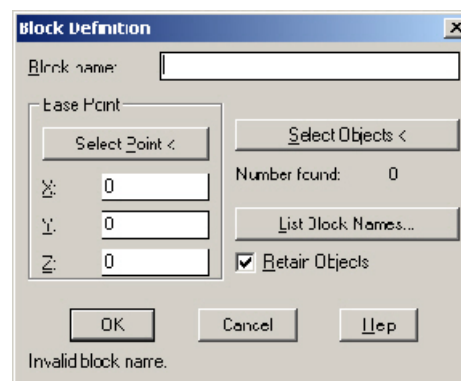 Block Definition
Block name:
Base Point
Select Point <
X: 0
Y: 0
Z: 0
Select Objects <
Number found: 0
List Block Names...
Retain Objects
OK Cancel Help
Invalid block name.